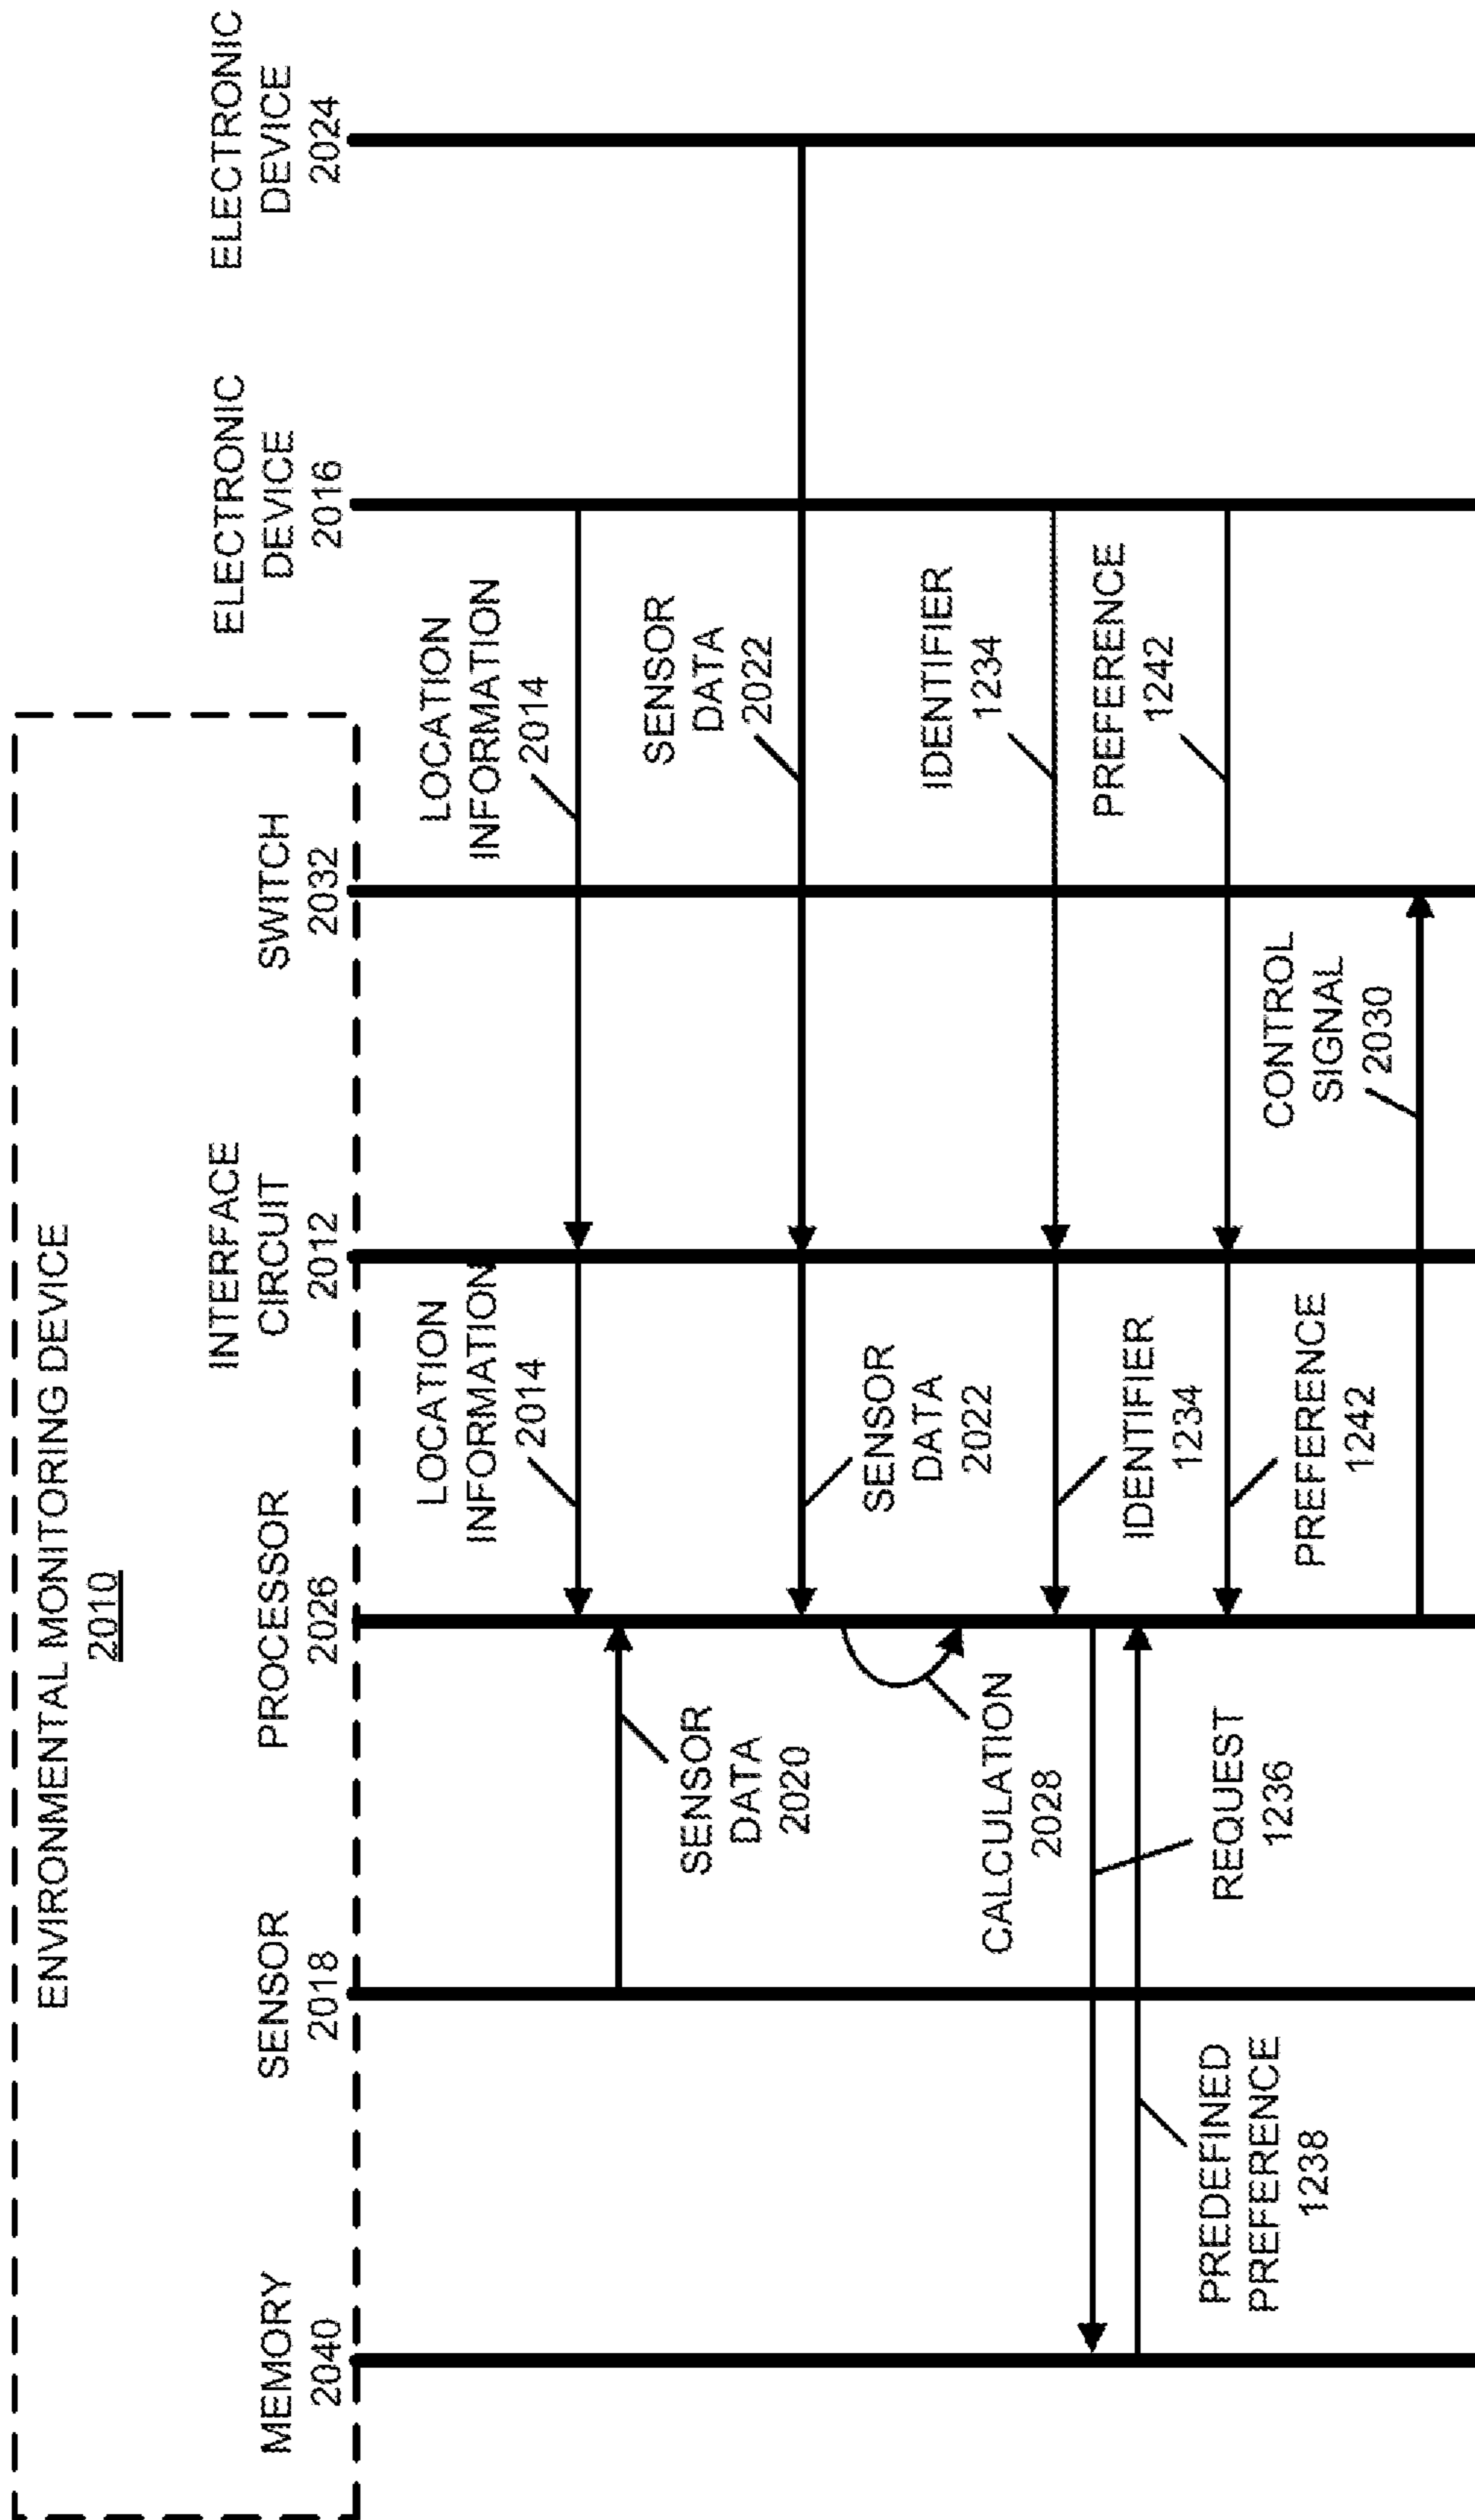 ENVIRONMENTAL MONITORING DEVICE
2010
MEMORY
2040
SENSOR
2018
PROCESSOR
2026
INTERFACE
CIRCUIT
2012
SWITCH
2032
ELECTRONIC
DEVICE
2016
ELECTRONIC
DEVICE
2024
LOCATION
INFORMATION
2014
LOCATION
INFORMATION
2014
SENSOR
DATA
2020
SENSOR
DATA
2022
SENSOR
DATA
2022
CALCULATION
2028
IDENTIFIER
1234
IDENTIFIER
1234
REQUEST
1236
PREDEFINED
PREFERENCE
1238
PREFERENCE
1242
PREFERENCE
1242
CONTROL
SIGNAL
2030